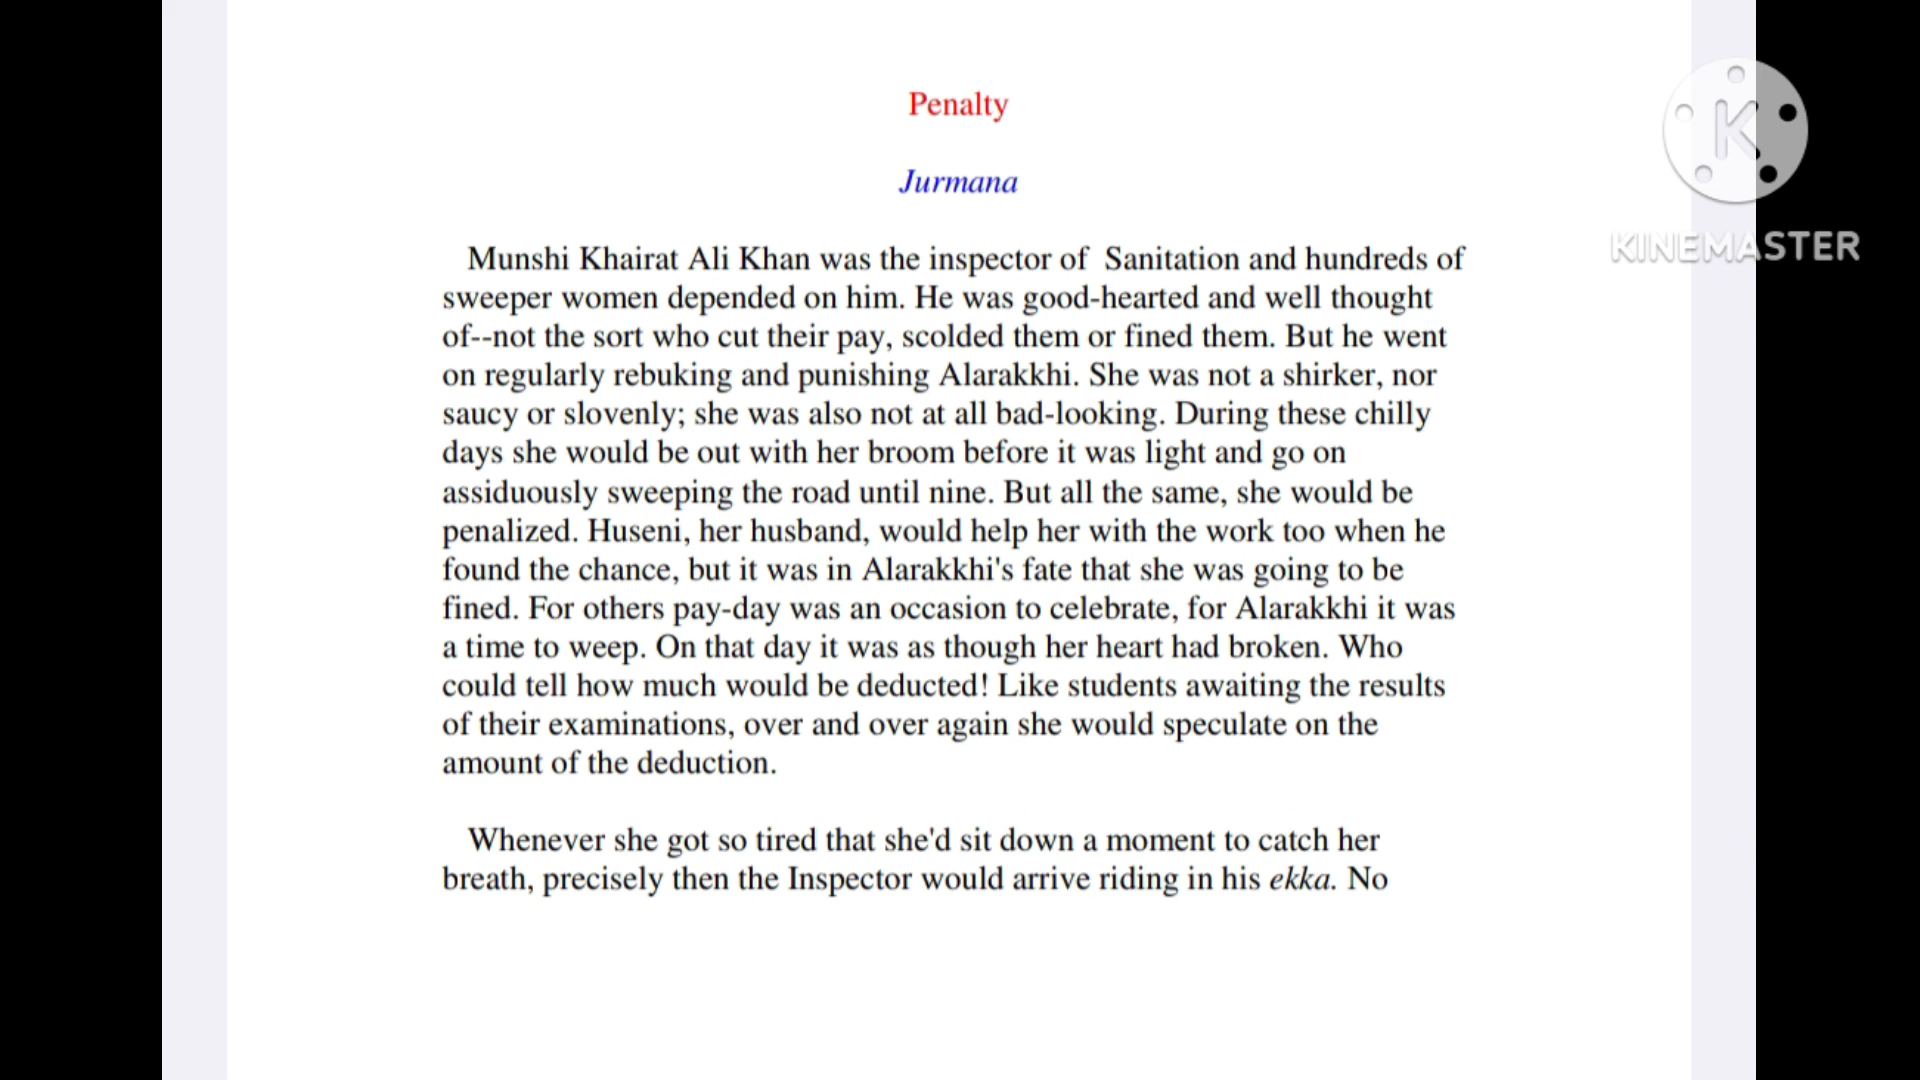 Penalty
Jurmana
Munshi Khairat Ali Khan was the inspector of Sanitation and hundreds of
sweeper women depended on him. He was good-hearted and well thought
of--not the sort who cut their pay, scolded them or fined them. But he went
on regularly rebuking and punishing Alarakkhi. She was not a shirker, nor
saucy or slovenly; she was also not at all bad-looking. During these chilly
days she would be out with her broom before it was light and go on
assiduously sweeping the road until nine. But all the same, she would be
penalized. Huseni, her husband, would help her with the work too when he
found the chance, but it was in Alarakkhi's fate that she was going to be
fined. For others pay-day was an occasion to celebrate, for Alarakkhi it was
a time to weep. On that day it was as though her heart had broken. Who
could tell how much would be deducted! Like students awaiting the results
of their examinations, over and over again she would speculate on the
amount of the deduction.
Whenever she got so tired that she'd sit down a moment to catch her
breath, precisely then the Inspector would arrive riding in his ekka. No
K
KINEMASTER